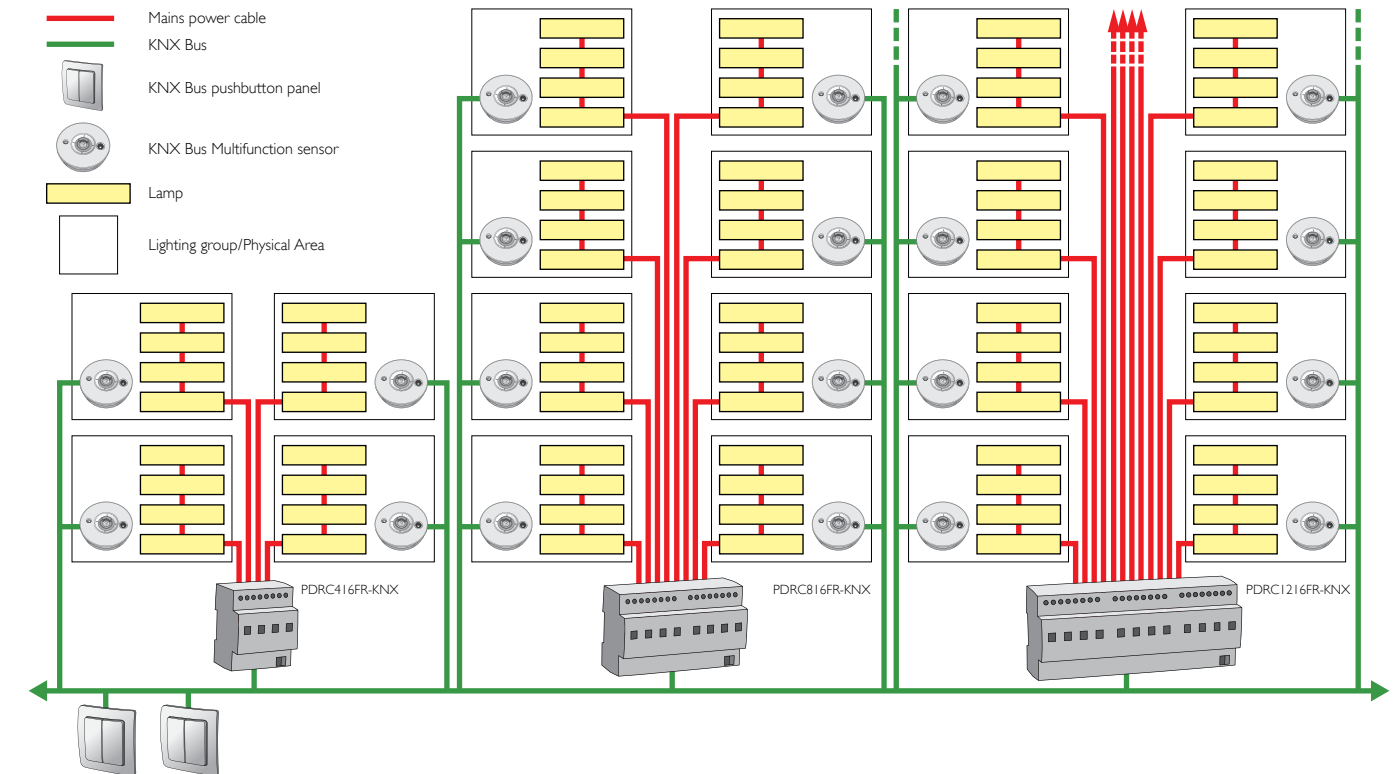 Mains power cable
KNX Bus
KNX Bus pushbutton panel
KNX Bus Multifunction sensor
Lamp
Lighting group/Physical Area
PDRC416FR-KNX
PDRC816FR-KNX
PDRC1216FR-KNX